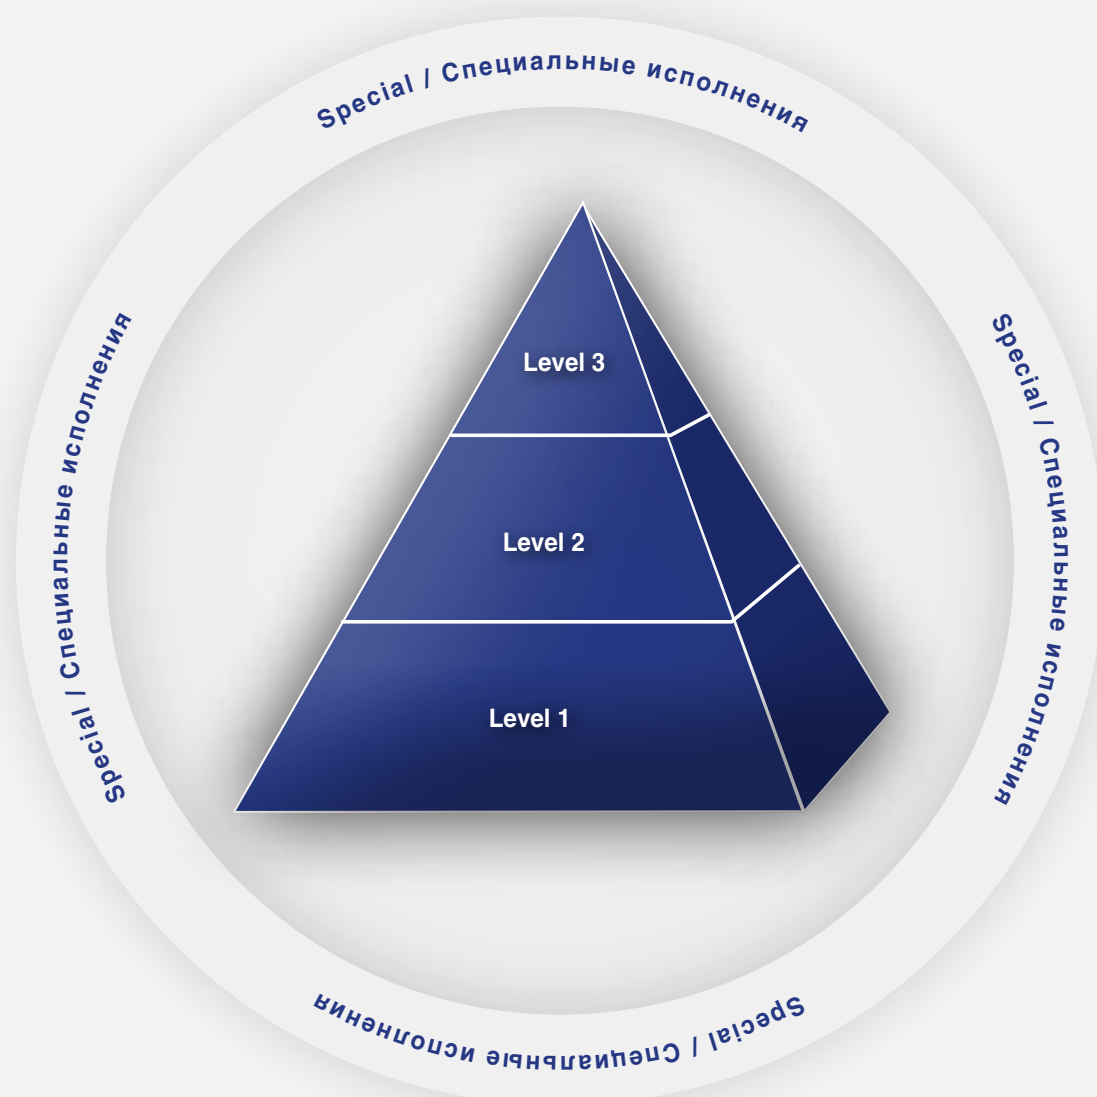 Special / Специальные исполнения
Special / Специальные исполнения
Special / Специальные исполнения
Level 3
Level 2
Level 1
Special / Специальные исполнения